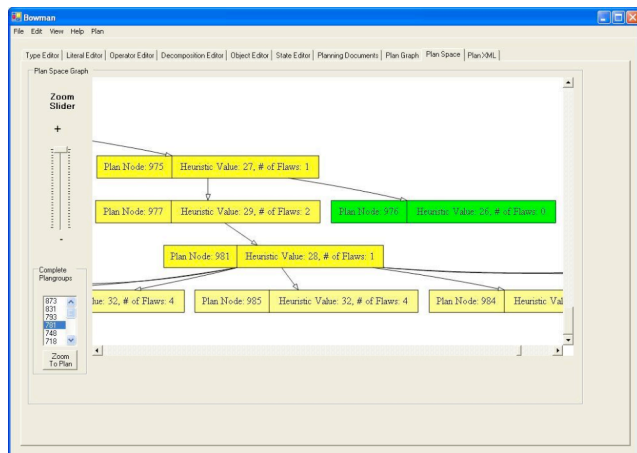 Bowman
File Edit View Help Plan
Type Editor Literal Editor Operator Editor Decomposition Editor Object Editor State Editor Planning Documents Plan Graph Plan Space Plan XML
Plan Space Graph
Zoom
Slider
+
-
Plan Node: 975 Heuristic Value: 27, # of Flaws: 1
Plan Node: 977 Heuristic Value: 29, # of Flaws: 2
Plan Node: 976 Heuristic Value: 26, # of Flaws: 0
Plan Node: 981 Heuristic Value: 28, # of Flaws: 1
lue: 32, # of Flaws: 4
Plan Node: 985 Heuristic Value: 32, # of Flaws: 4
Plan Node: 984 Heuristic Val
Complete
Plangroups
873
831
793
781
748
718
Zoom
To Plan